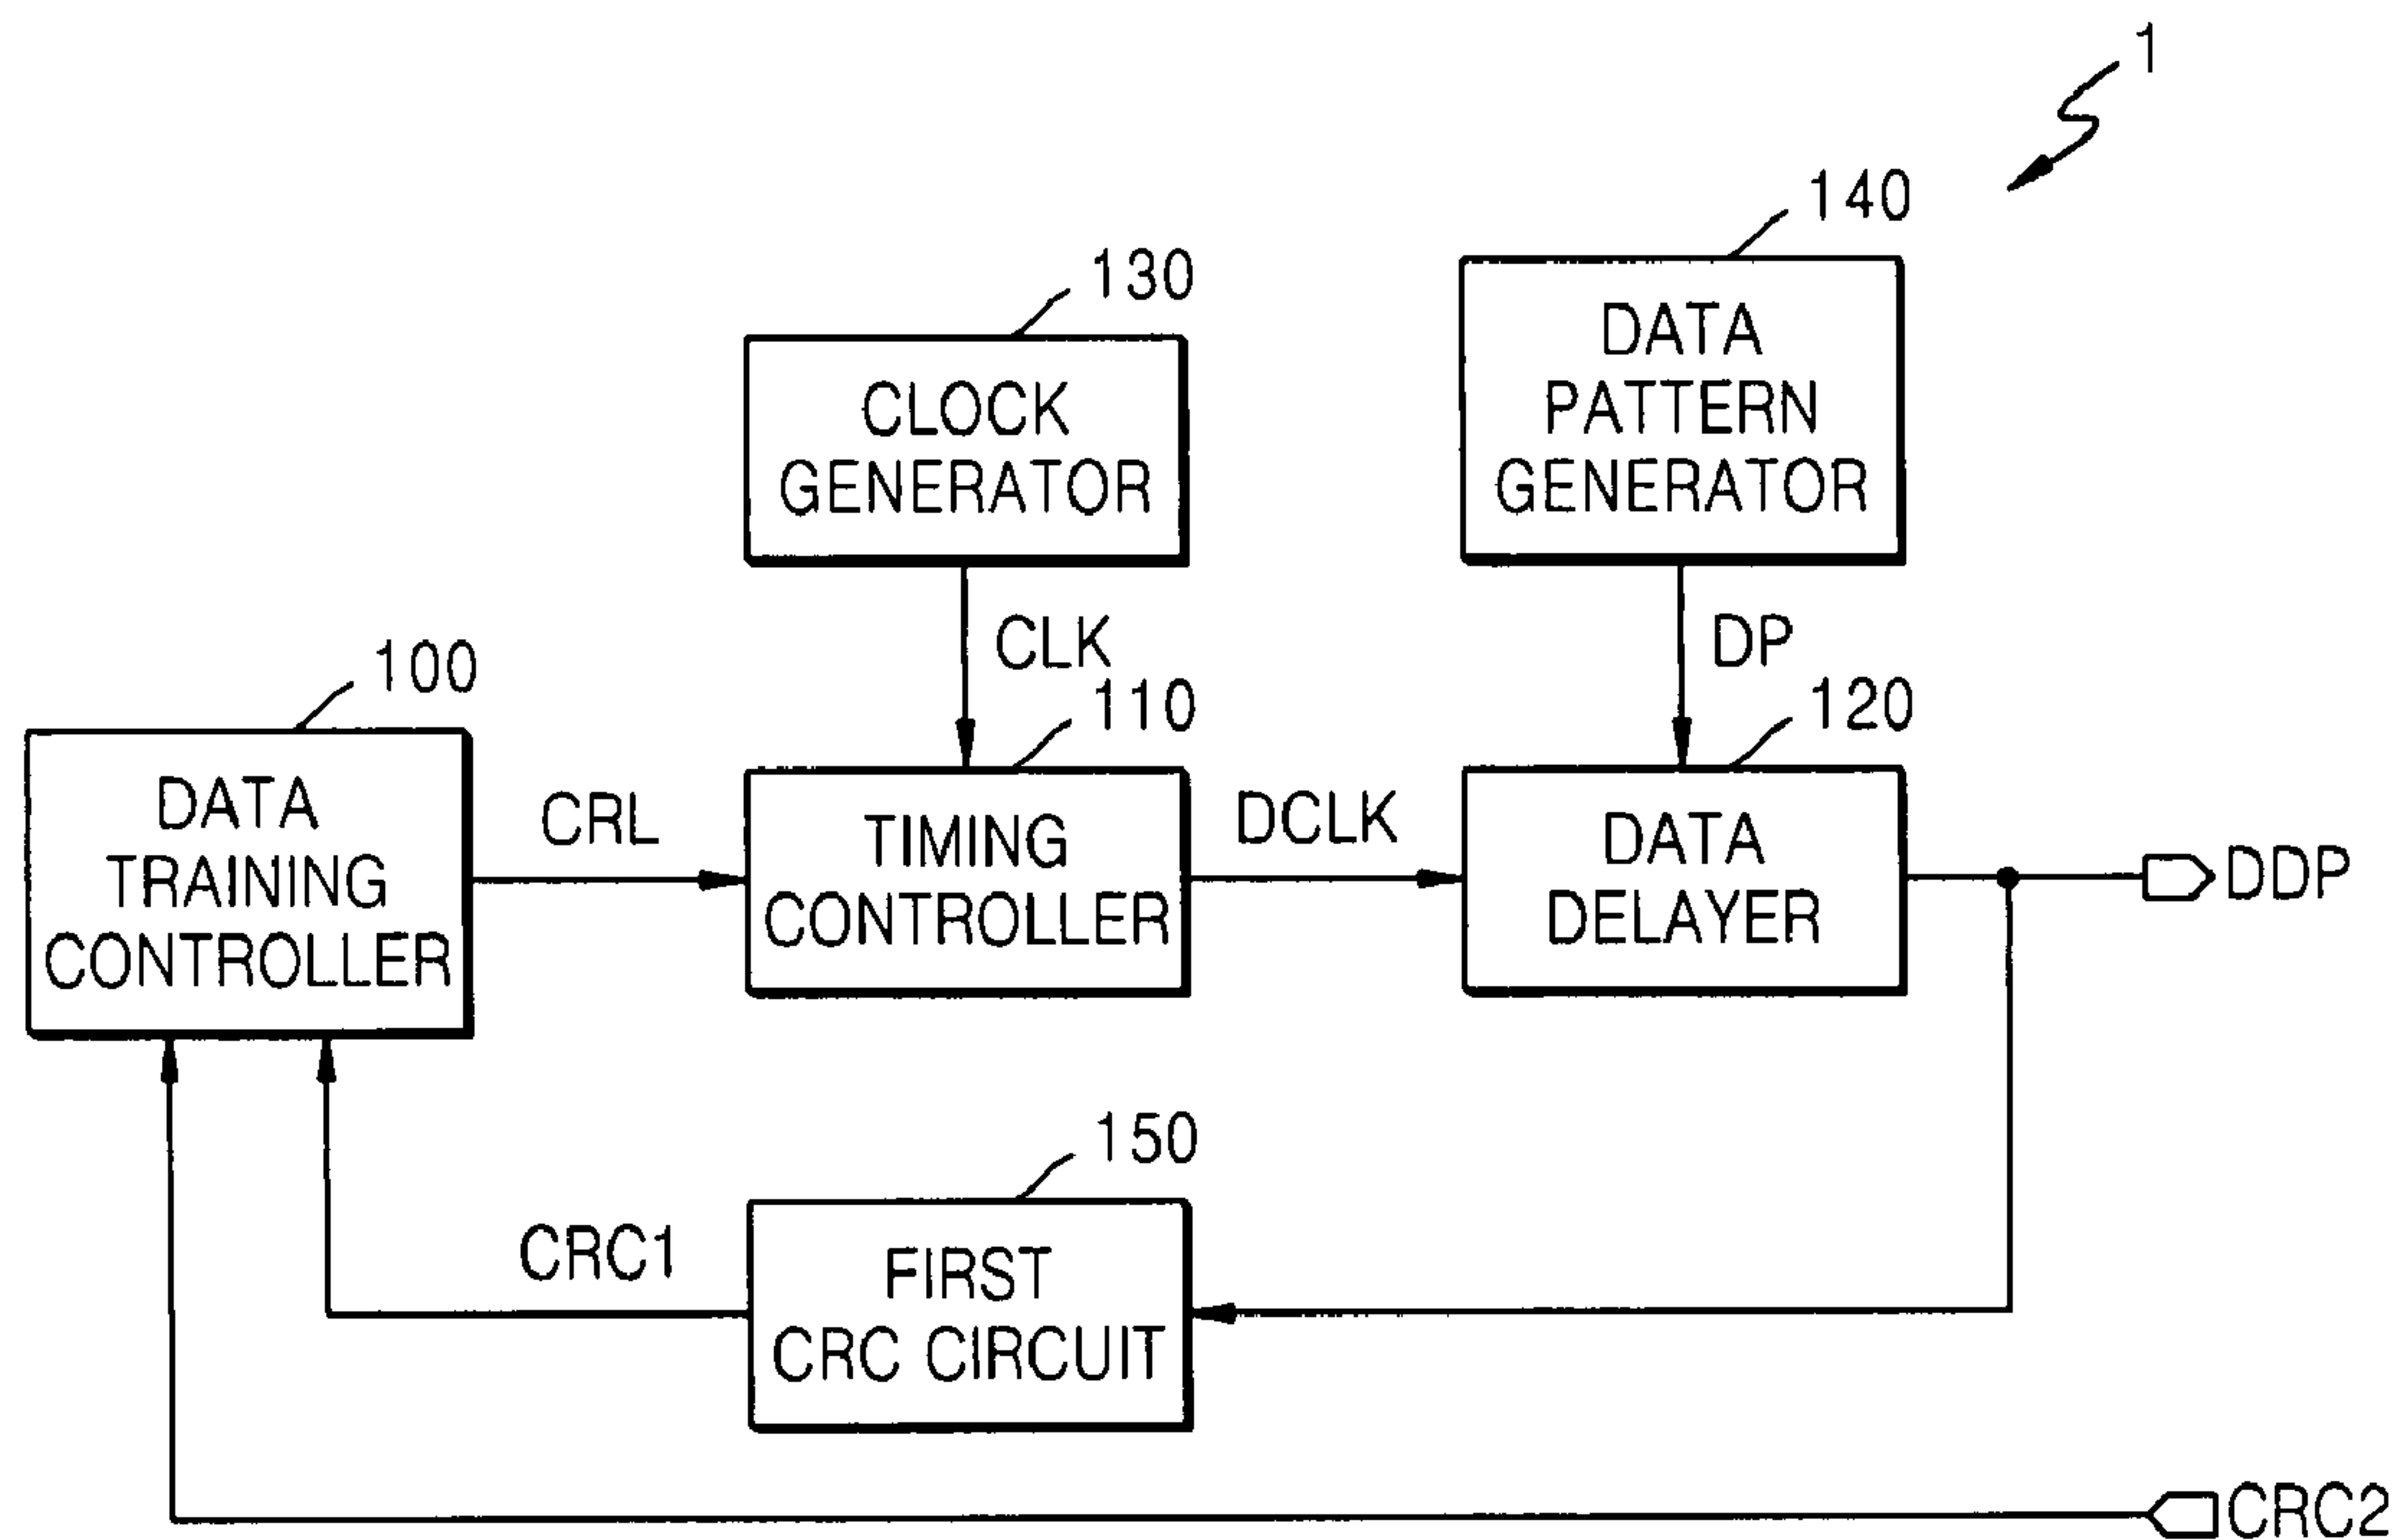 1
140
130
DATA
PATTERN
GENERATOR
CLOCK
GENERATOR
CLK
DP
100
110
120
DATA
TRAINING
CONTROLLER
CRL
TIMING
CONTROLLER
DCLK
DATA
DELAYER
DDP
150
CRC1
FIRST
CRC CIRCUIT
CRC2